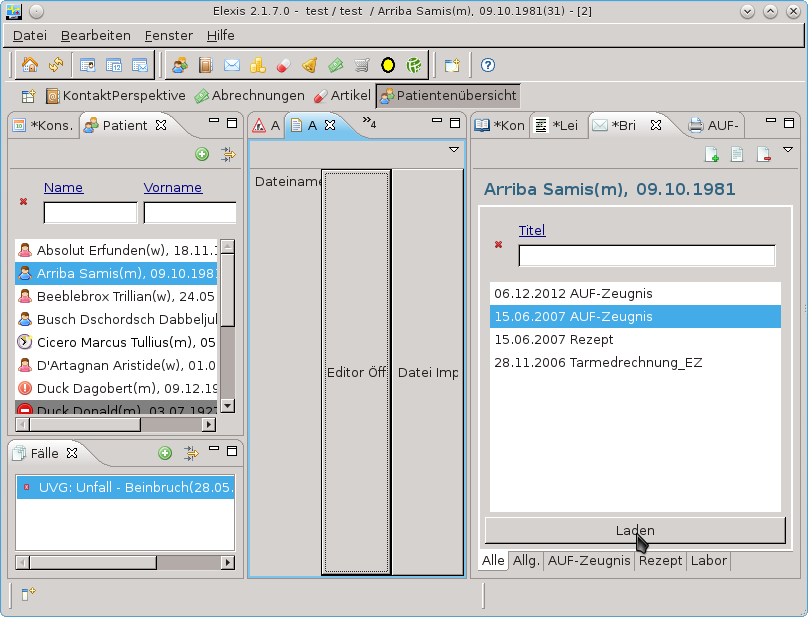 Elexis 2.1.7.0 - test / test / Arriba Samis(m), 09.10.1981(31) - [2]
Datei Bearbeiten Fenster Hilfe
KontaktPerspektive Abrechnungen Artikel Patientenübersicht
*Kons. Patient
Name Vorname
Absolut Erfunden(w), 18.11.
Arriba Samis(m), 09.10.198
Beeblebrox Trillian(w), 24.05
Busch Dschordsch Dabbeljul
Cicero Marcus Tullius(m), 05
D'Artagnan Aristide(w), 01.0
Duck Dagobert(m), 09.12.19
Duck Donald(m), 03.07.192
Fälle
UVG: Unfall - Beinbruch(28.05.
A A »4
Dateiname
Editor Öff
Datei Imp
*Kon *Lei *Bri AUF-
Arriba Samis(m), 09.10.1981
Titel
06.12.2012 AUF-Zeugnis
15.06.2007 AUF-Zeugnis
15.06.2007 Rezept
28.11.2006 Tarmedrechnung_EZ
Laden
Alle Allg. AUF-Zeugnis Rezept Labor